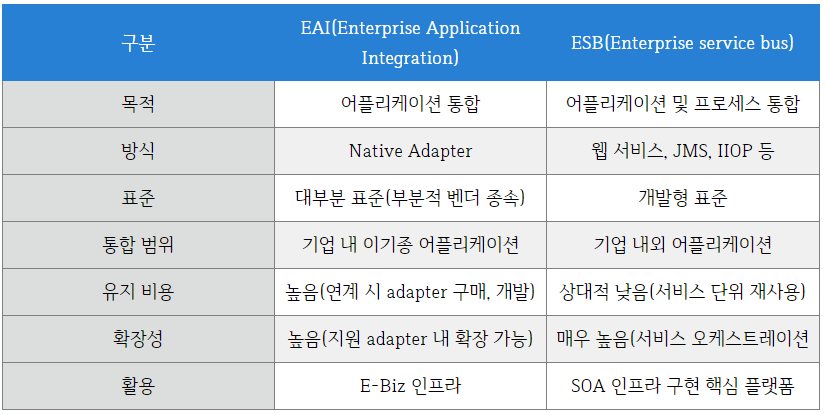 구분
EAI(Enterprise Application
Integration)
ESB(Enterprise service bus)
목적
어플리케이션 통합
어플리케이션 및 프로세스 통합
방식
Native Adapter
웹 서비스, JMS, IIOP 등
표준
대부분 표준(부분적 벤더 종속)
개발형 표준
통합 범위
기업 내 이기종 어플리케이션
기업 내외 어플리케이션
유지 비용
높음(연계 시 adapter 구매, 개발)
상대적 낮음(서비스 단위 재사용)
확장성
높음(지원 adapter 내 확장 가능)
매우 높음(서비스 오케스트레이션
활용
E-Biz 인프라
SOA 인프라 구현 핵심 플랫폼